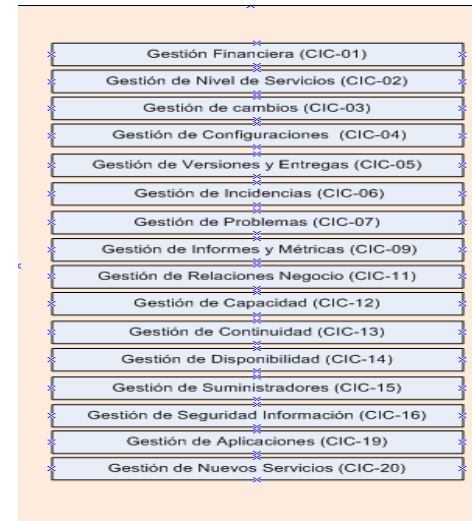 Gestión Financiera (CIC-01)
Gestión de Nivel de Servicios (CIC-02)
Gestión de cambios (CIC-03)
Gestión de Configuraciones (CIC-04)
Gestión de Versiones y Entregas (CIC-05)
Gestión de Incidencias (CIC-06)
Gestión de Problemas (CIC-07)
Gestión de Informes y Métricas (CIC-09)
Gestión de Relaciones Negocio (CIC-11)
Gestión de Capacidad (CIC-12)
Gestión de Continuidad (CIC-13)
Gestión de Disponibilidad (CIC-14)
Gestión de Suministradores (CIC-15)
Gestión de Seguridad Información (CIC-16)
Gestión de Aplicaciones (CIC-19)
Gestión de Nuevos Servicios (CIC-20)